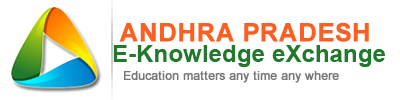 ANDHRA PRADESH
E-Knowledge eXchange
Education matters any time any where